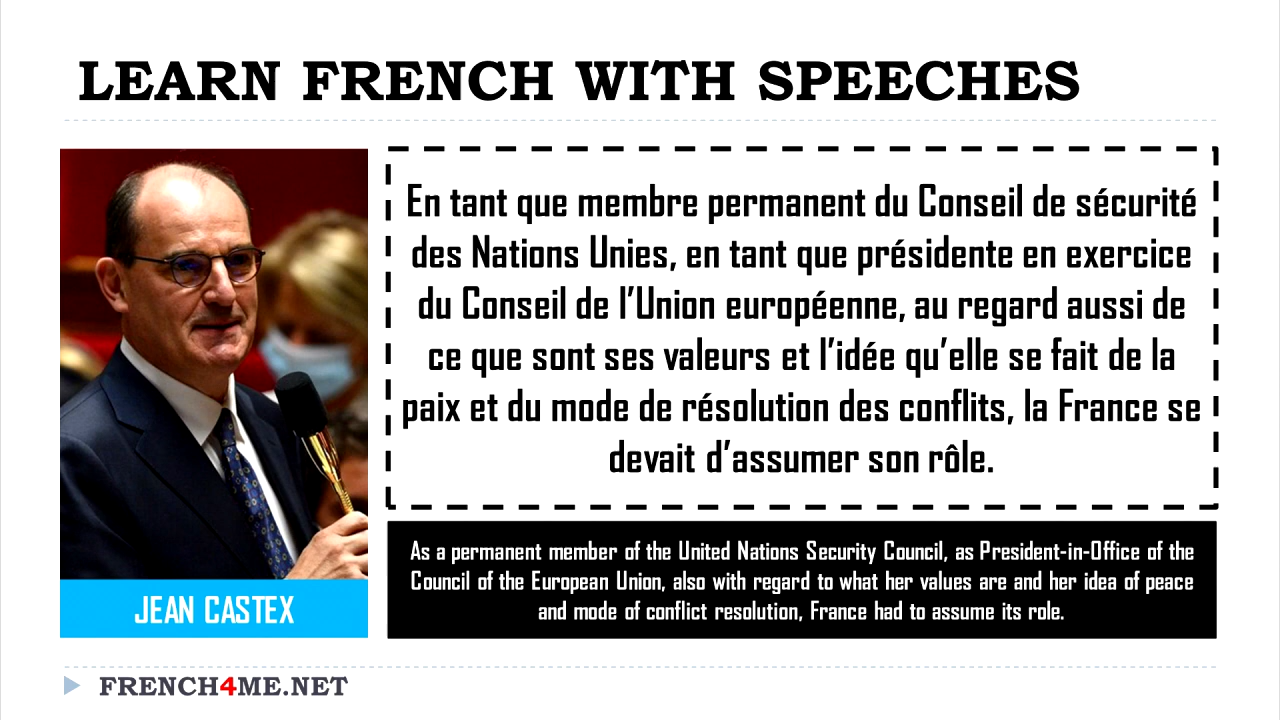 LEARN FRENCH WITH SPEECHES
En tant que membre permanent du Conseil de sécurité
des Nations Unies, en tant que présidente en exercice
du Conseil de l’Union européenne, au regard aussi de
ce que sont ses valeurs et l’idée qu’elle se fait de la
paix et du mode de résolution des conflits, la France se
devait d’assumer son rôle.
As a permanent member of the United Nations Security Council, as President-in-Office of the
Council of the European Union, also with regard to what her values are and her idea of peace
and mode of conflict resolution, France had to assume its role.
JEAN CASTEX
FRENCH4ME.NET